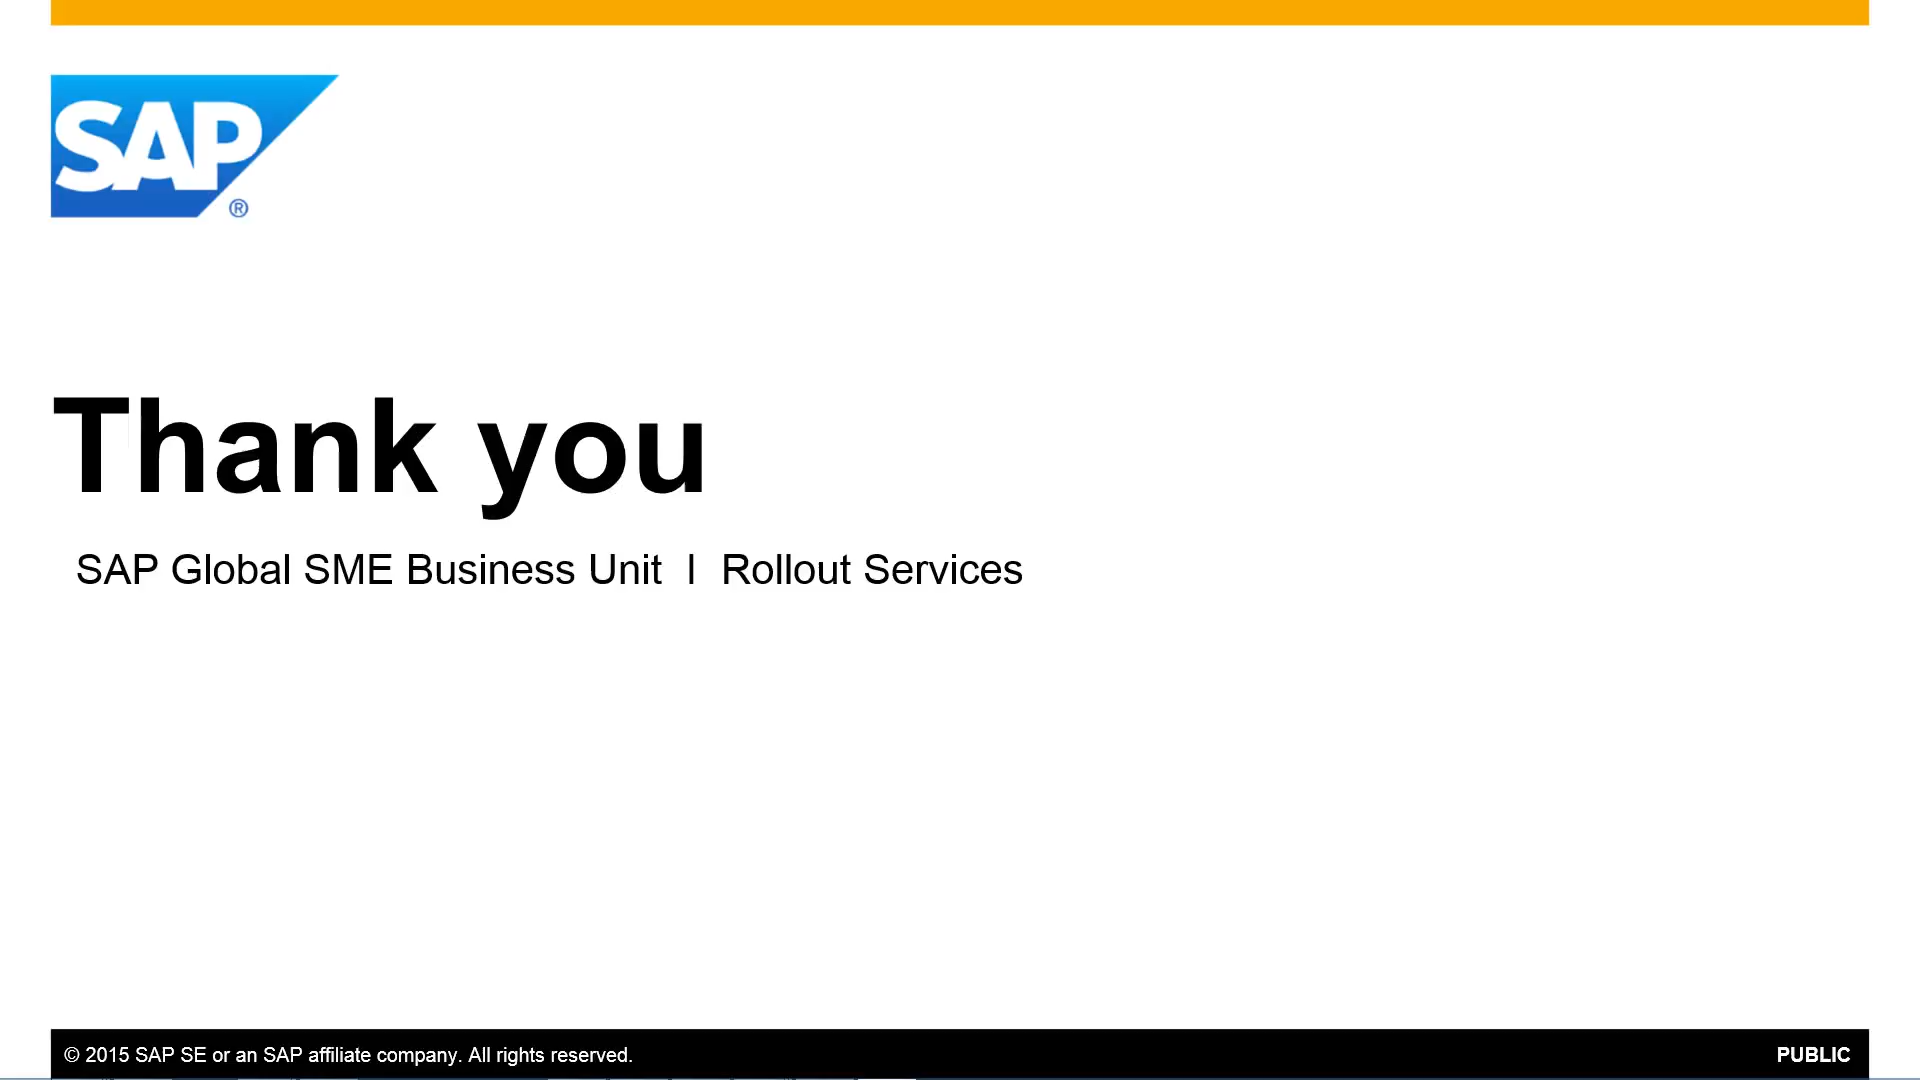 SAP ®
Thank you
SAP Global SME Business Unit I Rollout Services
© 2015 SAP SE or an SAP affiliate company. All rights reserved.
PUBLIC